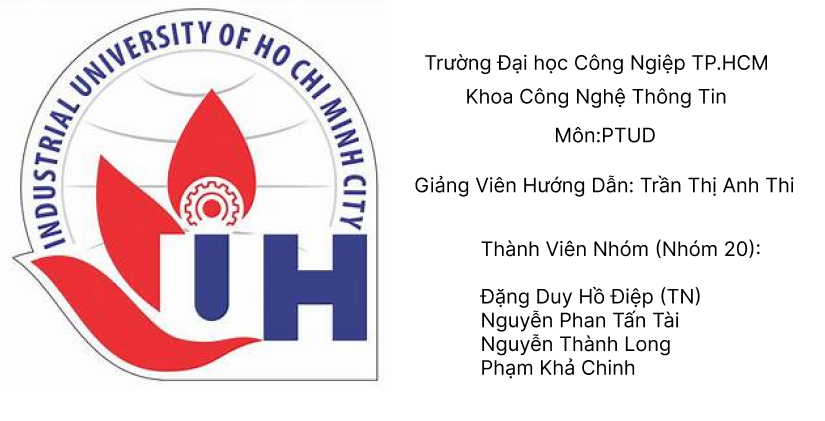 INDUSTRIAL UNIVERSITY OF HO CHI MINH CITY
IUH
Trường Đại học Công Ngiệp TP.HCM
Khoa Công Nghệ Thông Tin
Môn:PTUD
Giảng Viên Hướng Dẫn: Trần Thị Anh Thi
Thành Viên Nhóm (Nhóm 20):
Đặng Duy Hồ Điệp (TN)
Nguyễn Phan Tấn Tài
Nguyễn Thành Long
Phạm Khả Chinh